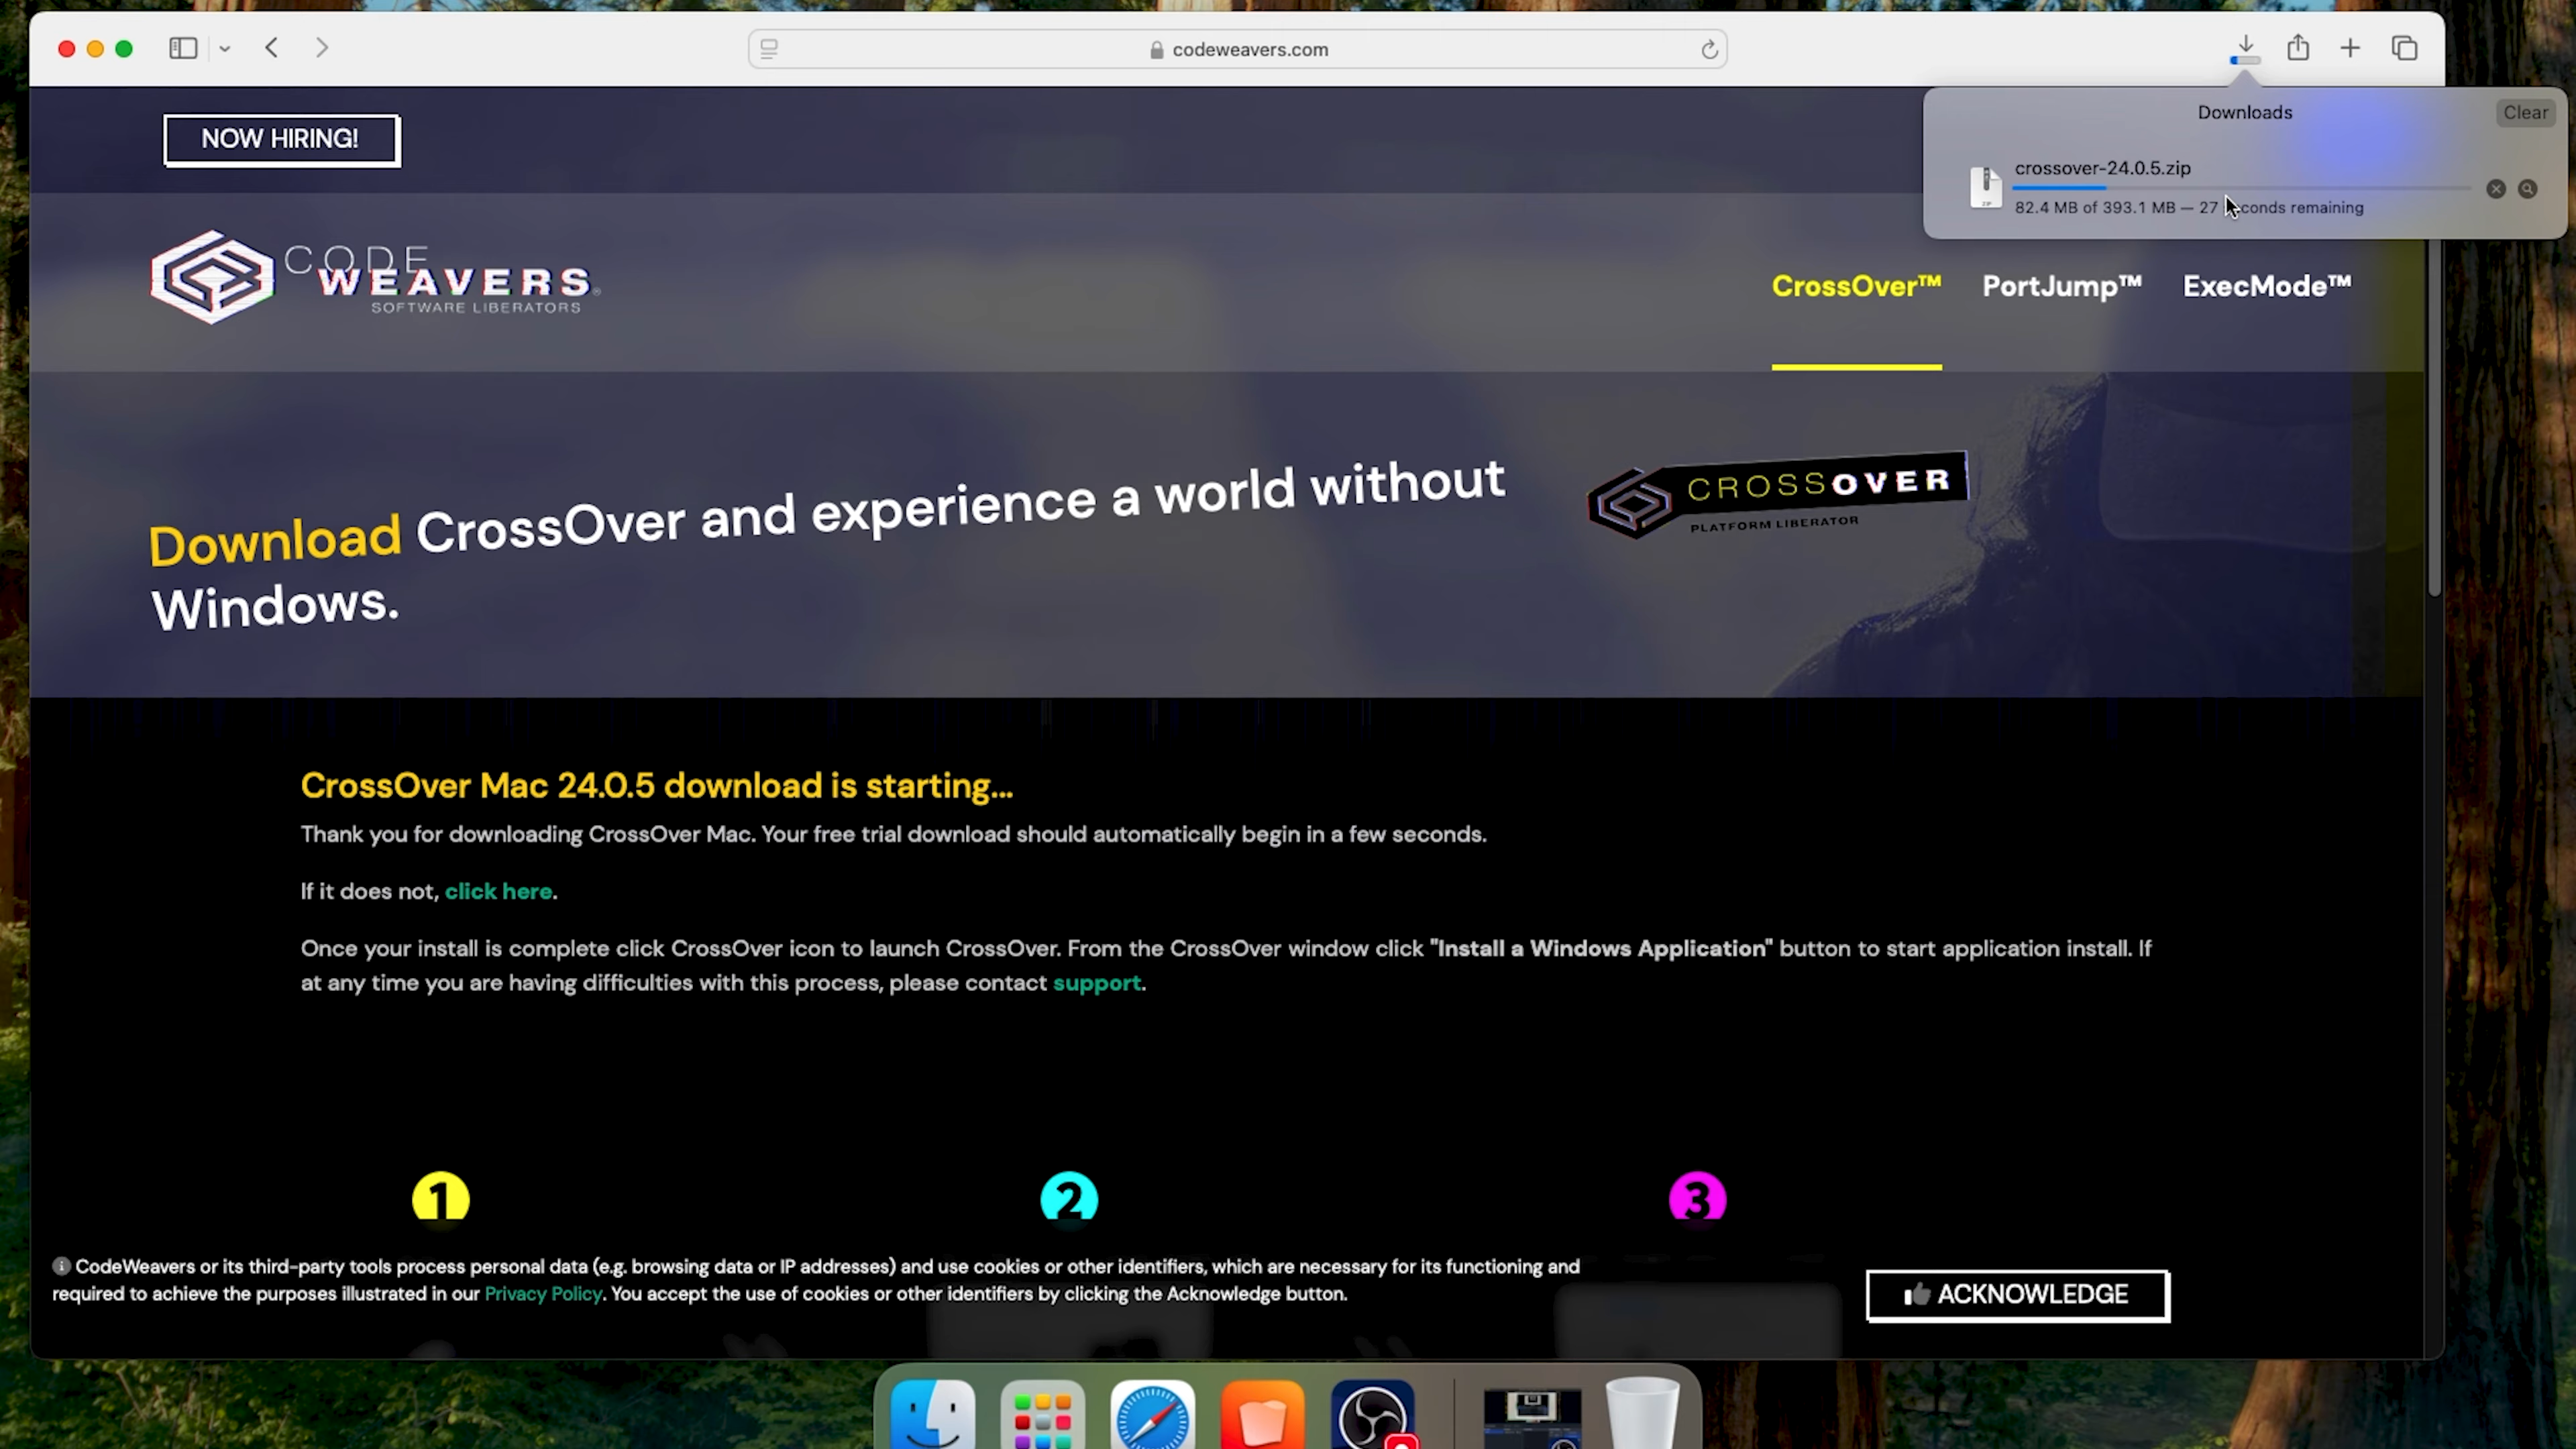 codeweavers.com
Downloads
Clear
crossover-24.0.5.zip
82.4 MB of 393.1 MB — 27 seconds remaining
NOW HIRING!
CODE
WEAVERS
SOFTWARE LIBERATORS
CrossOver™ PortJump™ ExecMode™
Download CrossOver and experience a world without
Windows.
CROSSOVER
PLATFORM LIBERATOR
CrossOver Mac 24.0.5 download is starting...
Thank you for downloading CrossOver Mac. Your free trial download should automatically begin in a few seconds.
If it does not, click here.
Once your install is complete click CrossOver icon to launch CrossOver. From the CrossOver window click "Install a Windows Application" button to start application install. If
at any time you are having difficulties with this process, please contact support.
1 2 3
CodeWeavers or its third-party tools process personal data (e.g. browsing data or IP addresses) and use cookies or other identifiers, which are necessary for its functioning and
required to achieve the purposes illustrated in our Privacy Policy. You accept the use of cookies or other identifiers by clicking the Acknowledge button.
ACKNOWLEDGE